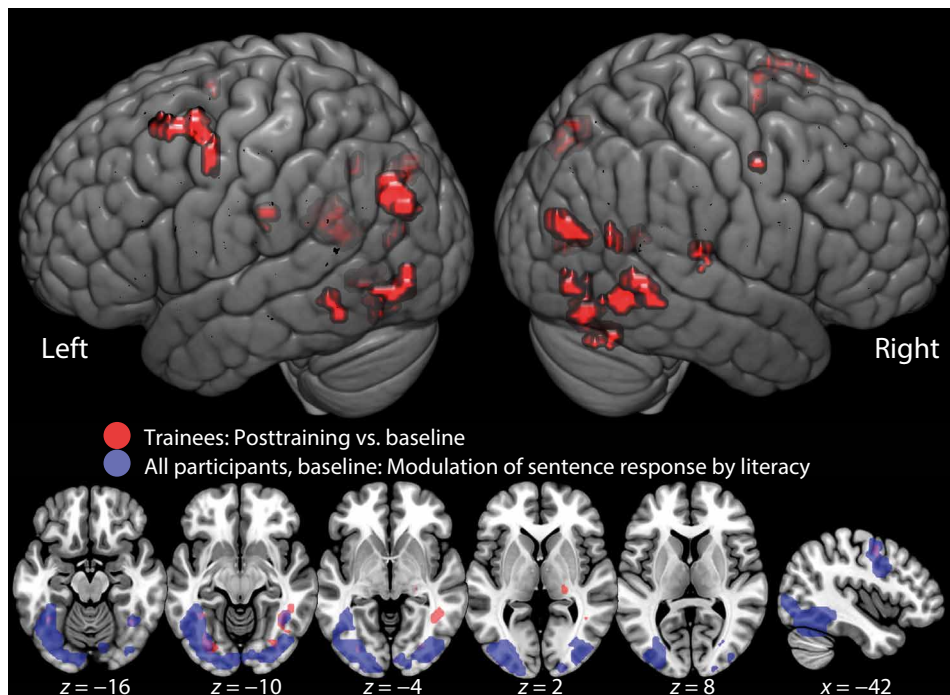 Left
Right
Trainees: Posttraining vs. baseline
All participants, baseline: Modulation of sentence response by literacy
z = −16
z = −10
z = −4
z = 2
z = 8
x = −42